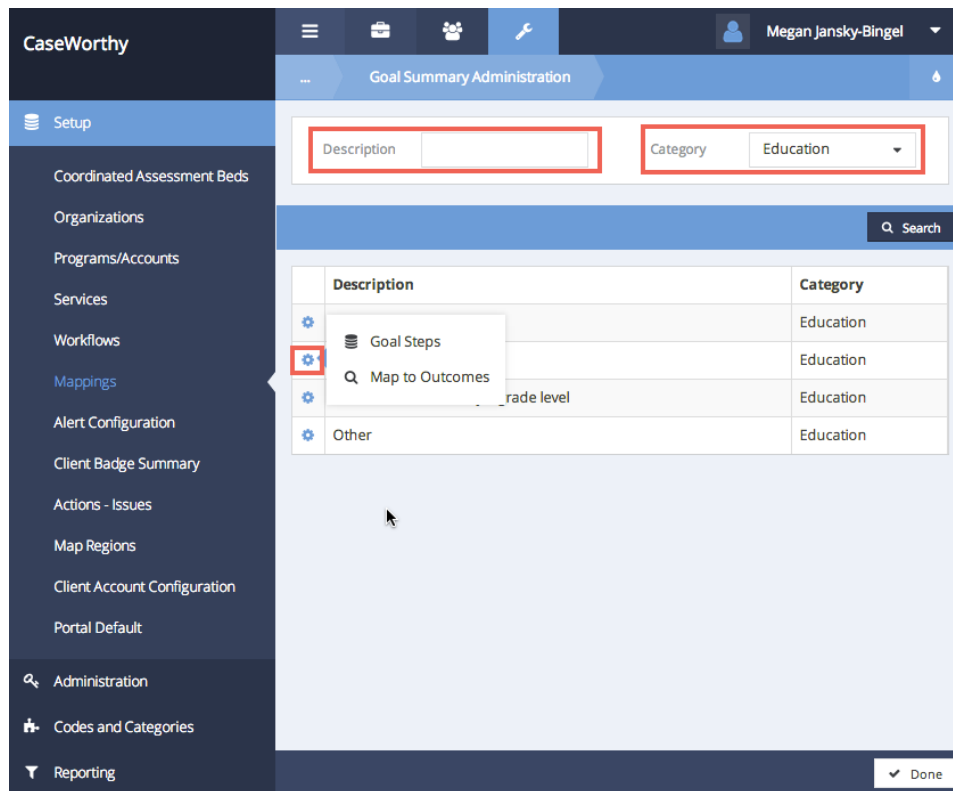 CaseWorthy
Megan Jansky-Bingel
... Goal Summary Administration
Setup
Coordinated Assessment Beds
Organizations
Programs/Accounts
Services
Workflows
Mappings
Alert Configuration
Client Badge Summary
Actions - Issues
Map Regions
Client Account Configuration
Portal Default
Administration
Codes and Categories
Reporting
Description
Category Education
Search
Description Category
Education
Education
grade level Education
Other Education
Goal Steps
Map to Outcomes
Done